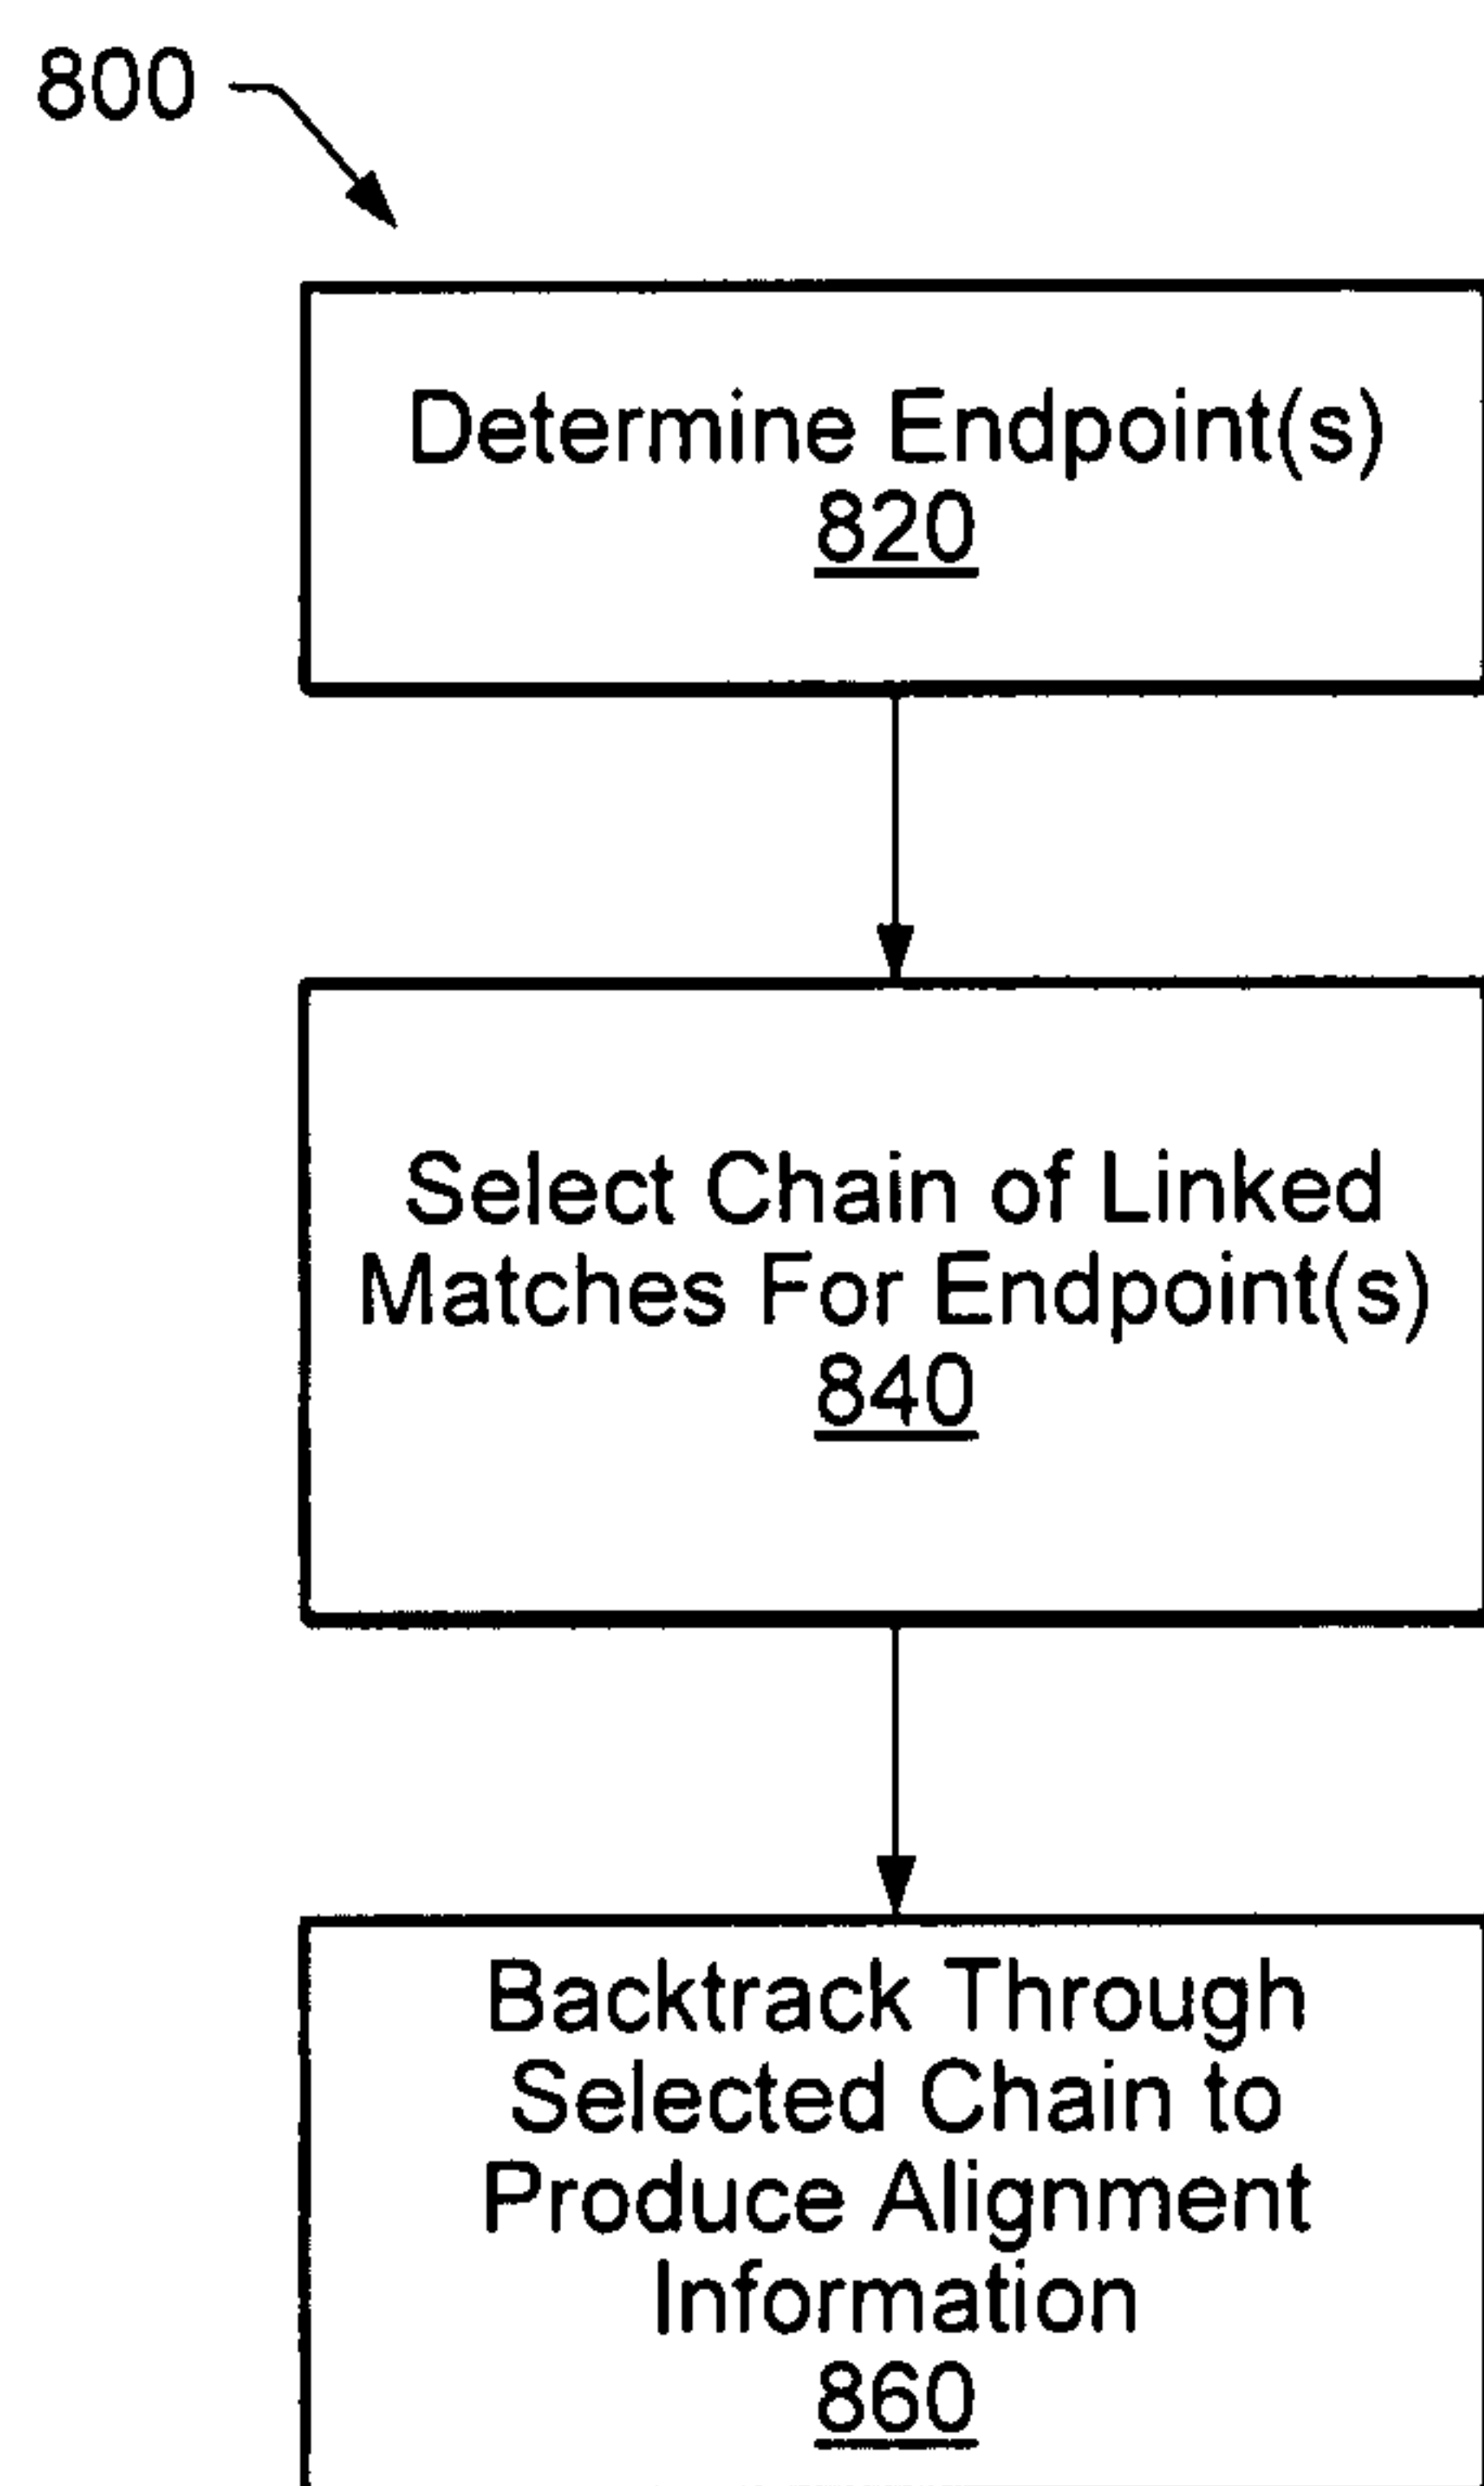 800
Determine Endpoint(s)
820
Select Chain of Linked
Matches For Endpoint(s)
840
Backtrack Through
Selected Chain to
Produce Alignment
Information
860